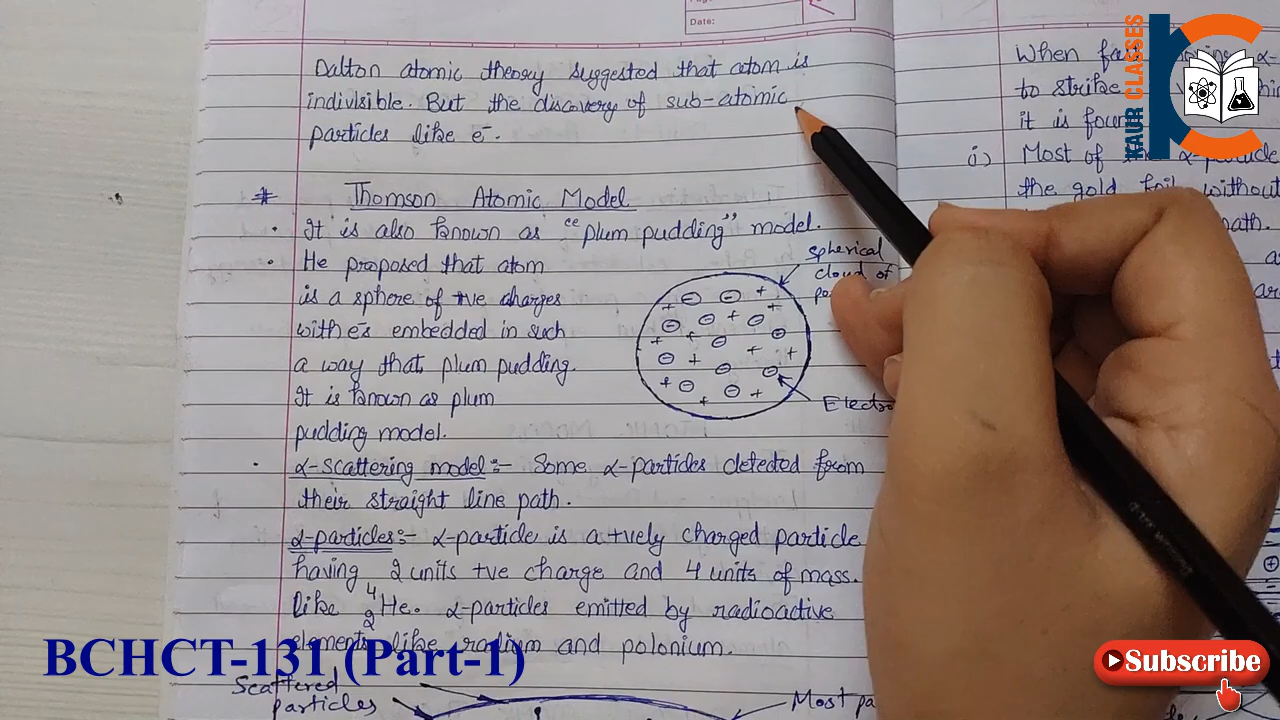 Date:
Dalton atomic theory suggested that atom is
indivisible. But the discovery of sub-atomic
particles like e-.
* Thomson Atomic Model
• It is also known as "plum pudding" model.
• He proposed that atom
is a sphere of +ve charges
with e-s embedded in such
a way that plum pudding.
It is known as plum
pudding model.
spherical
cloud of
Electro
• α-scattering model:- Some α-particles detected from
their straight line path.
α-particles:- α-particle is a +vely charged particle
having 2 units +ve charge and 4 units of mass.
like 4 2 He. α-particles emitted by radioactive
elements like radium and polonium.
Scattered
particles
Most pa
When fast
to strike
it is foun
i) Most of
the gold foil without
path.
KAUR CLASSES
BCHCT-131 (Part-1)
Subscribe